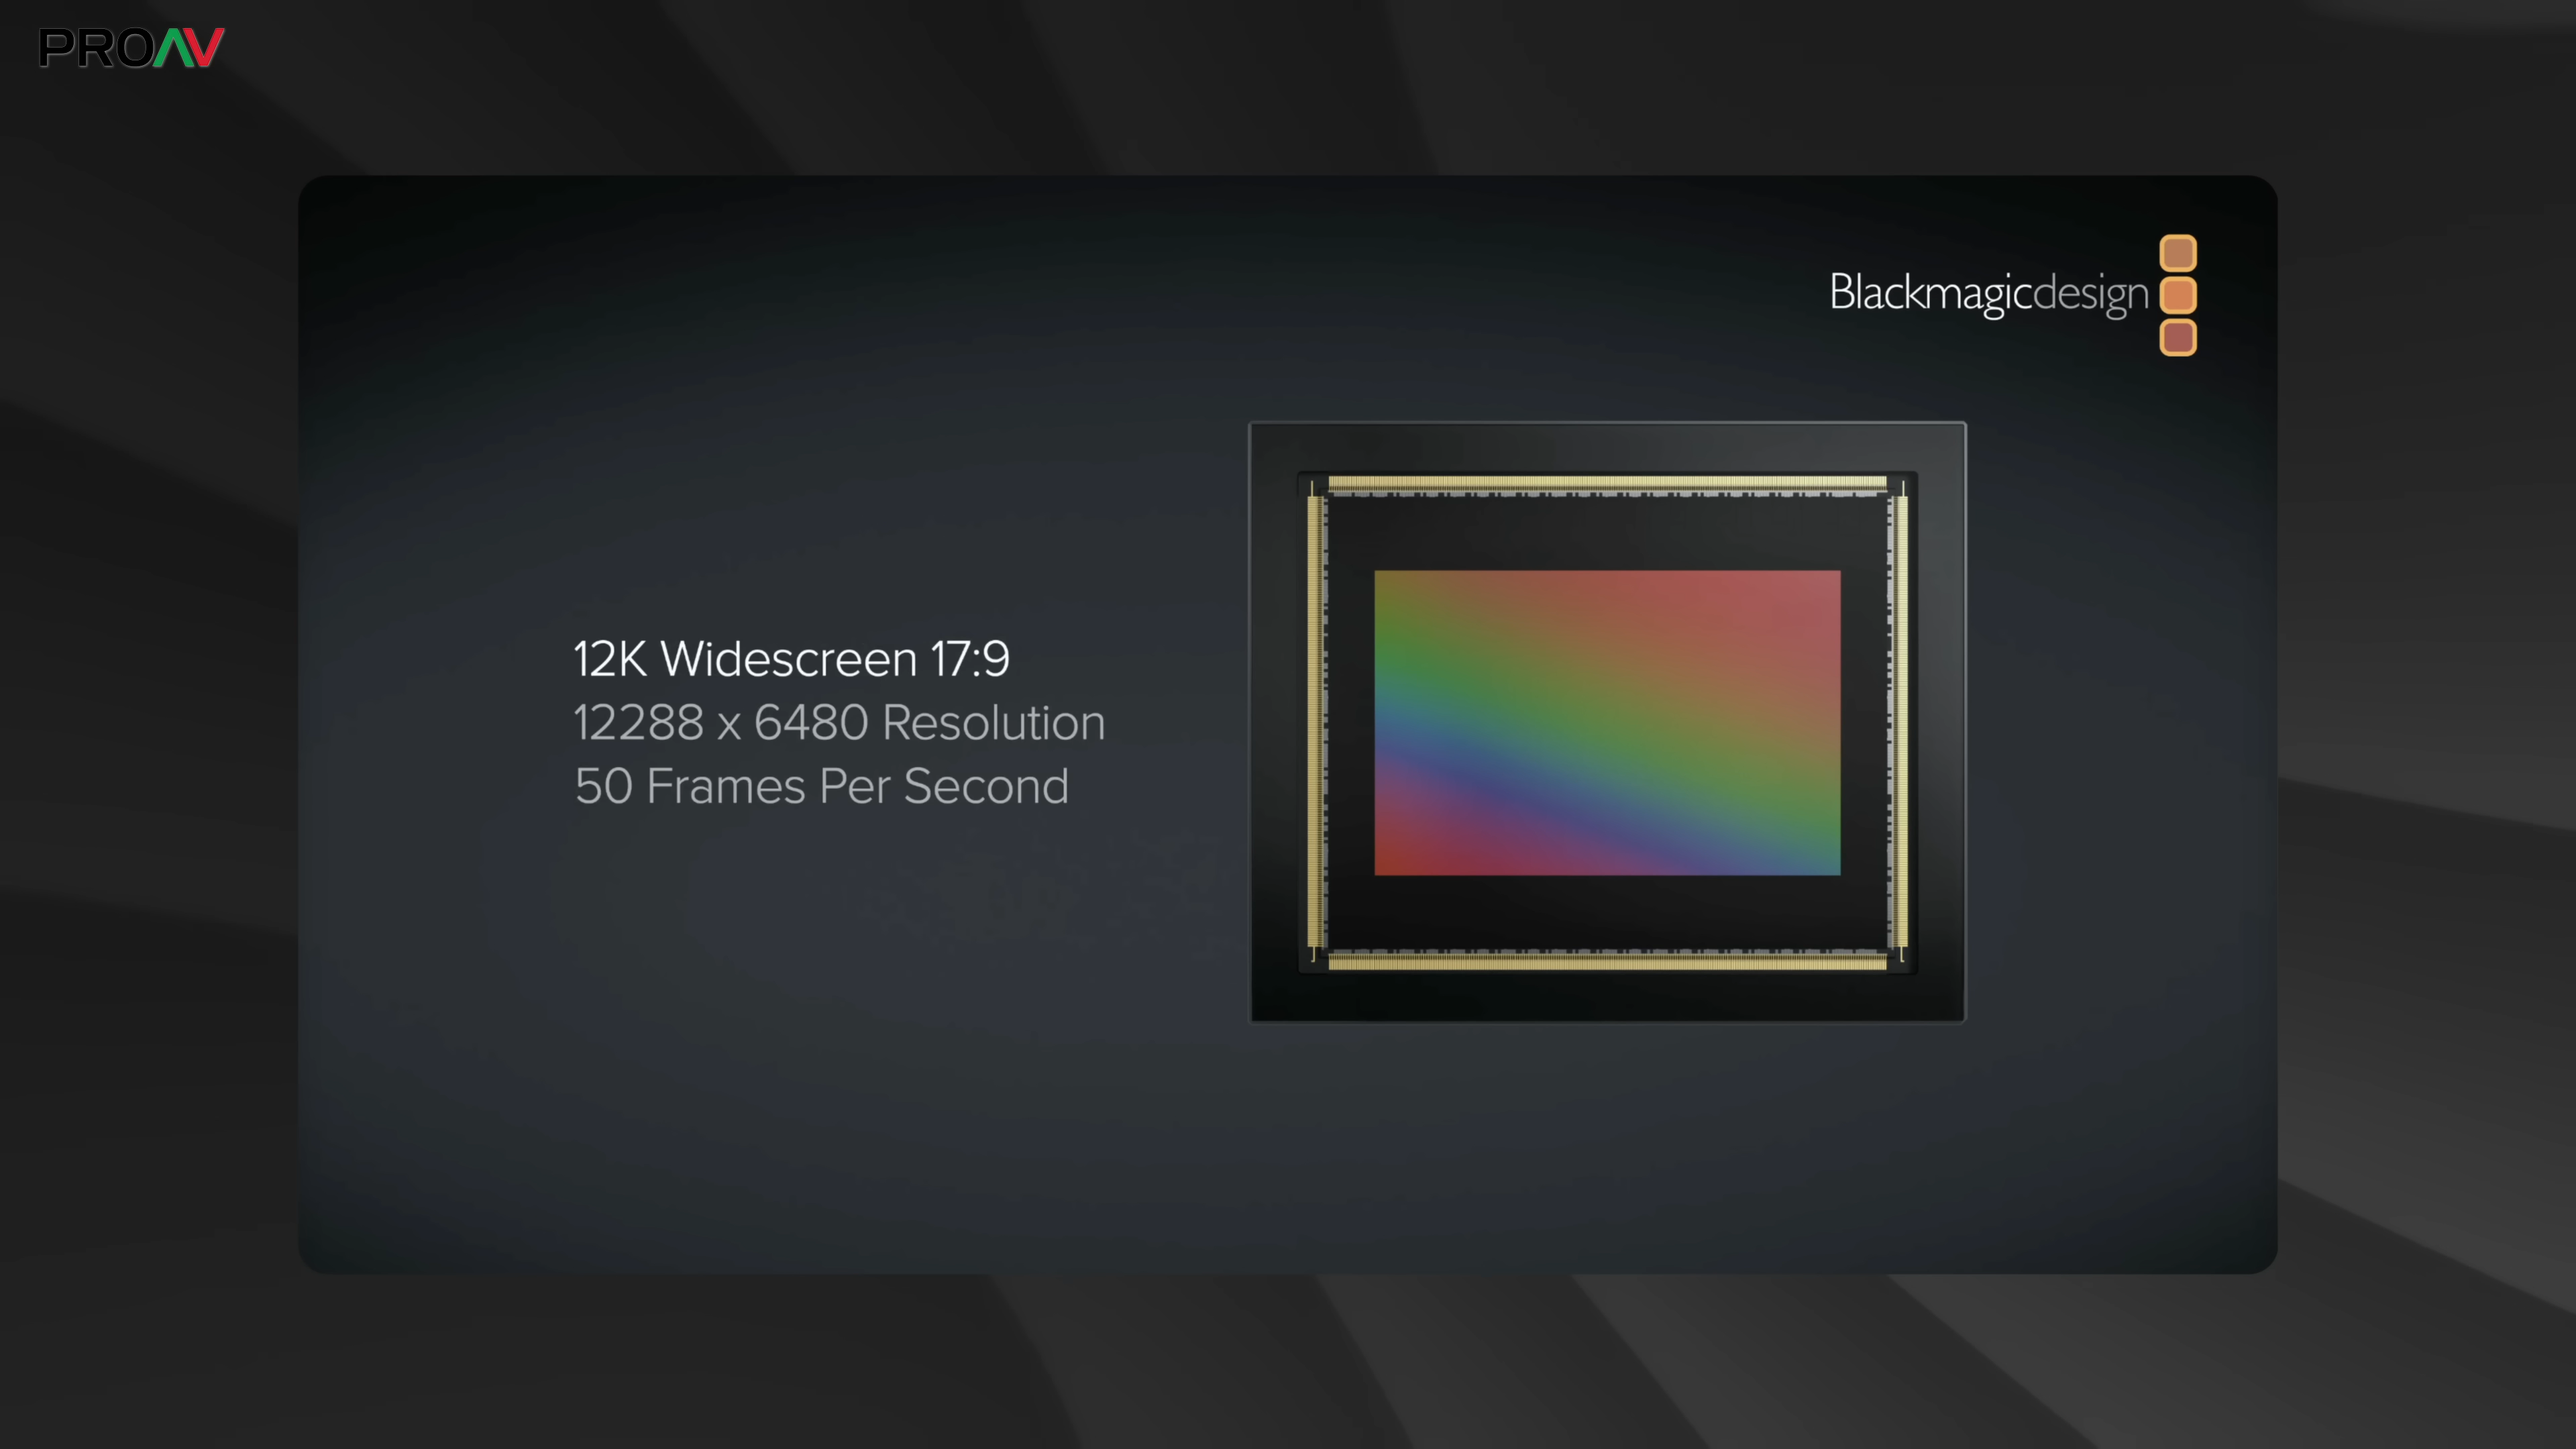 PROAV
Blackmagicdesign
12K Widescreen 17:9
12288 x 6480 Resolution
50 Frames Per Second